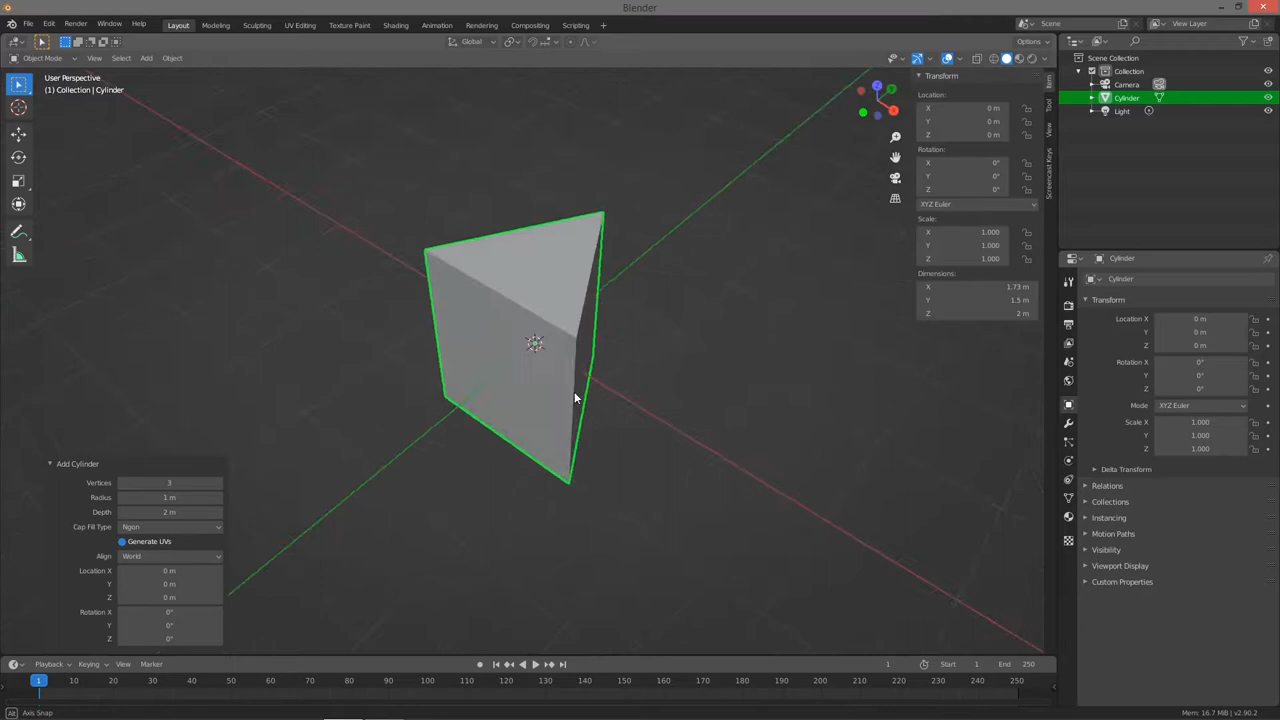 Blender
File Edit Render Window Help Layout Modeling Sculpting UV Editing Texture Paint Shading Animation Rendering Compositing Scripting + Scene View Layer
Global Options
Object Mode View Select Add Object
User Perspective
(1) Collection | Cylinder
Transform
Location:
X 0 m
Y 0 m
Z 0 m
Rotation:
X 0°
Y 0°
Z 0°
XYZ Euler
Scale:
X 1.000
Y 1.000
Z 1.000
Dimensions:
X 1.73 m
Y 1.5 m
Z 2 m
Item
Tool
View
Screencast Keys
Scene Collection
Collection
Camera
Cylinder
Light
Cylinder
Cylinder
Transform
Location X 0 m
Y 0 m
Z 0 m
Rotation X 0°
Y 0°
Z 0°
Mode XYZ Euler
Scale X 1.000
Y 1.000
Z 1.000
Delta Transform
Relations
Collections
Instancing
Motion Paths
Visibility
Viewport Display
Custom Properties
Add Cylinder
Vertices 3
Radius 1 m
Depth 2 m
Cap Fill Type Ngon
Generate UVs
Align World
Location X 0 m
Y 0 m
Z 0 m
Rotation X 0°
Y 0°
Z 0°
Playback Keying View Marker 1 Start 1 End 250
1 10 20 30 40 50 60 70 80 90 100 110 120 130 140 150 160 170 180 190 200 210 220 230 240 250
Alt Axis Snap Mem: 16.7 MiB | v2.90.2